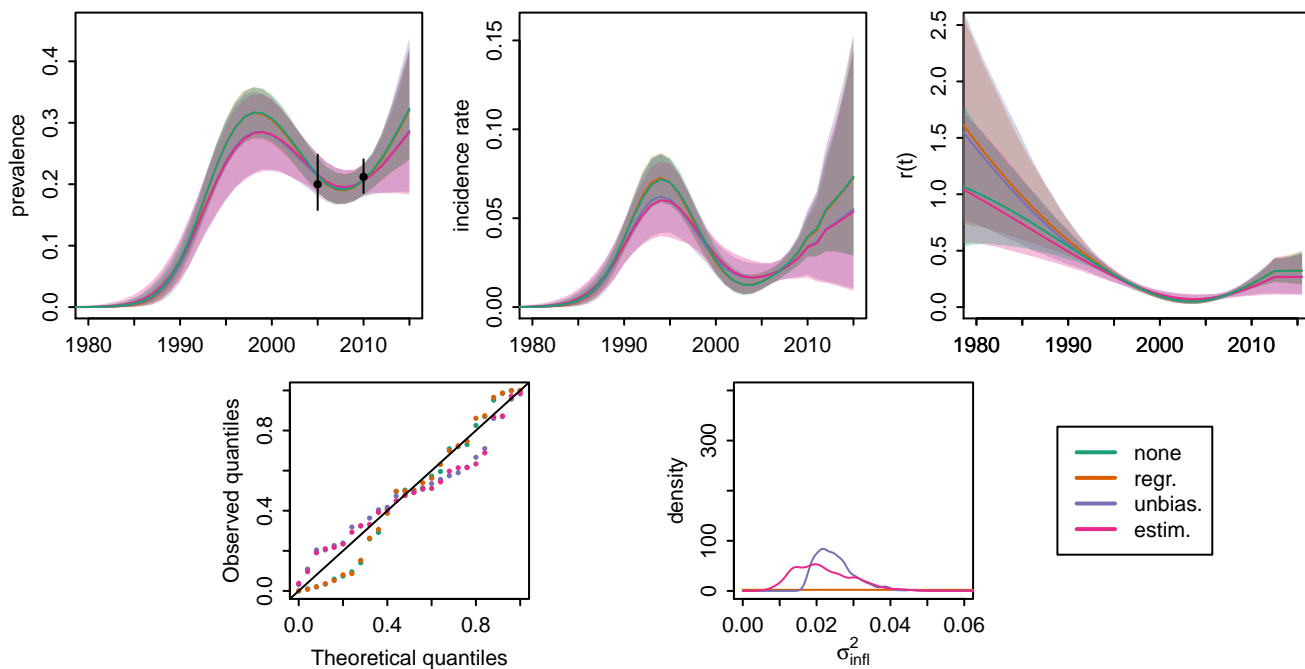 prevalence
0.0 0.1 0.2 0.3 0.4
1980 1990 2000 2010
incidence rate
0.00 0.05 0.10 0.15
1980 1990 2000 2010
r(t)
0.0 0.5 1.0 1.5 2.0 2.5
1980 1990 2000 2010
Observed quantiles
0.0 0.4 0.8
0.0 0.4 0.8
Theoretical quantiles
density
0 100 300
0.00 0.02 0.04 0.06
σ²infl
none
regr.
unbias.
estim.